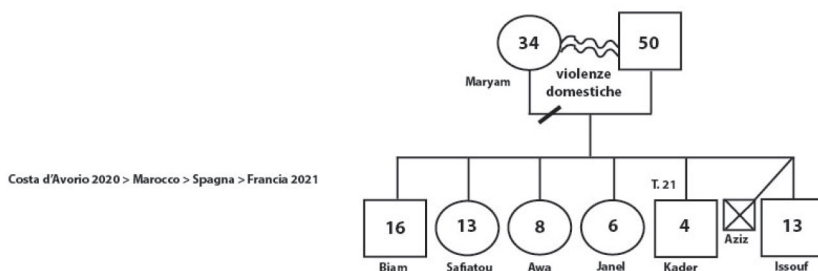 34
50
Maryam
violenze
domestiche
Costa d'Avorio 2020 > Marocco > Spagna > Francia 2021
T. 21
16
13
8
6
4
13
Biam
Safiatou
Awa
Janel
Kader
Aziz
Issouf